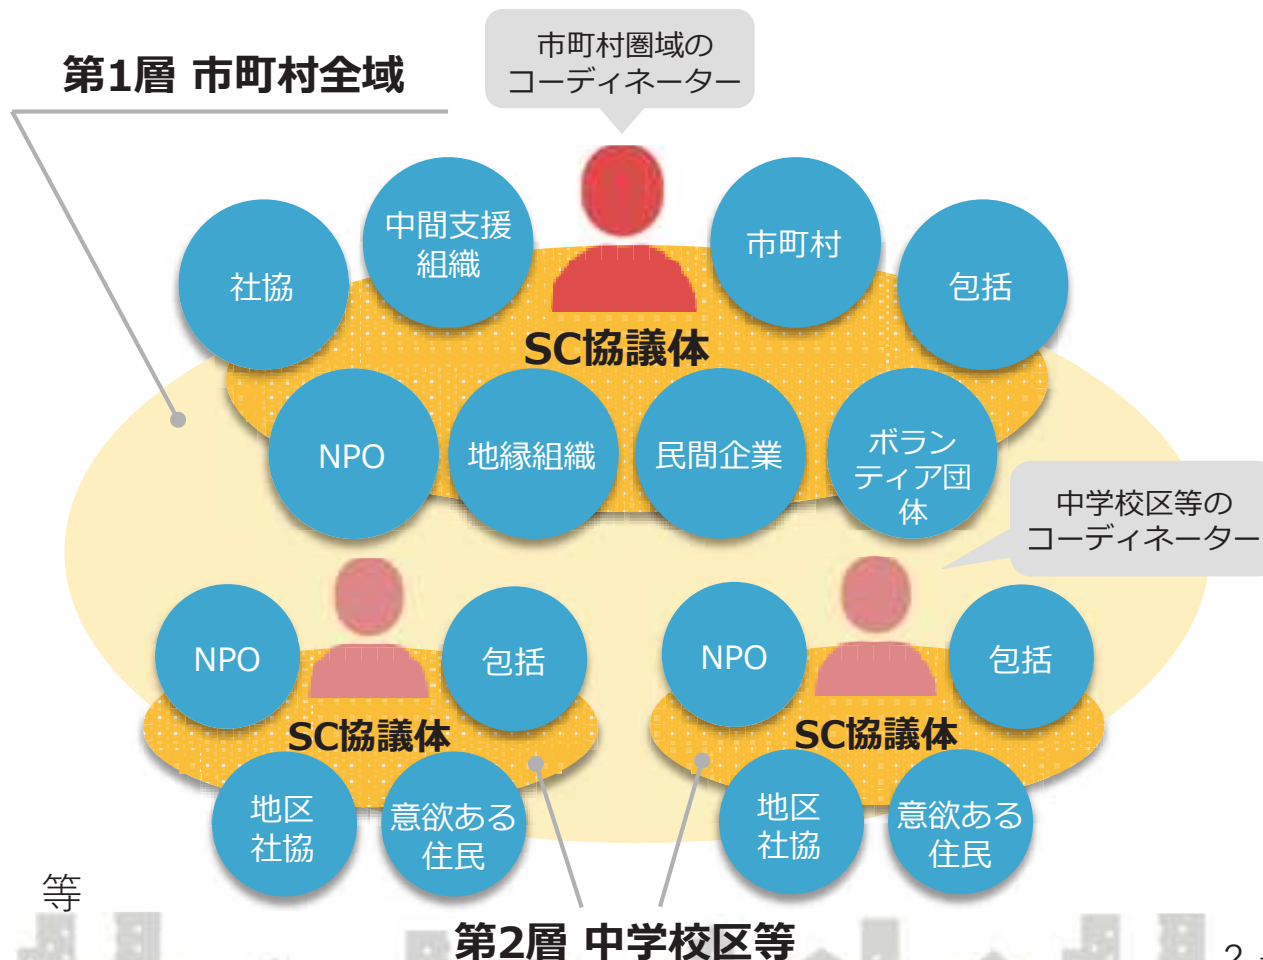 市町村圏域の
コーディネーター
第1層 市町村全域
中間支援
組織
市町村
社協
包括
SC協議体
NPO
地縁組織
民間企業
ボラン
ティア団
体
中学校区等の
コーディネーター
NPO
包括
SC協議体
地区
社協
意欲ある
住民
NPO
包括
SC協議体
地区
社協
意欲ある
住民
等
第2層 中学校区等